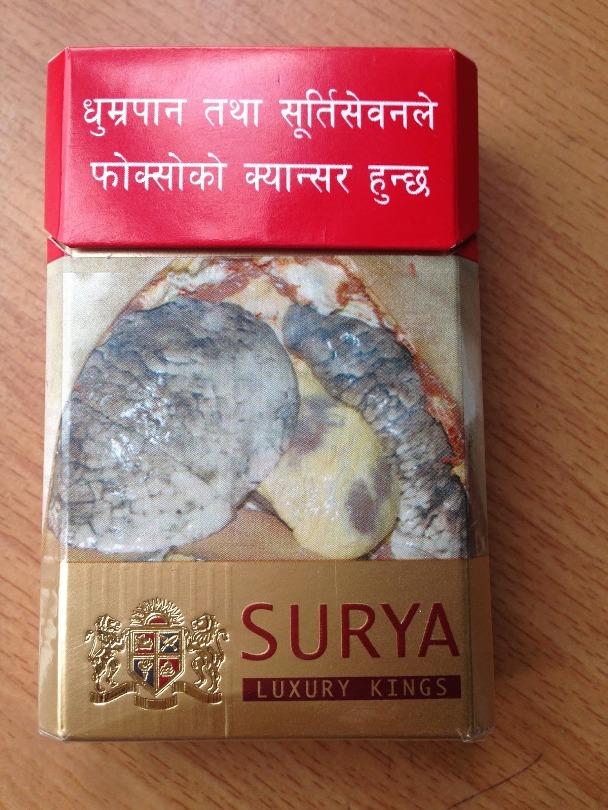 धुम्रपान तथा सूर्तिसेवनले
फोक्सोको क्यान्सर हुन्छ
SURYA
LUXURY KINGS